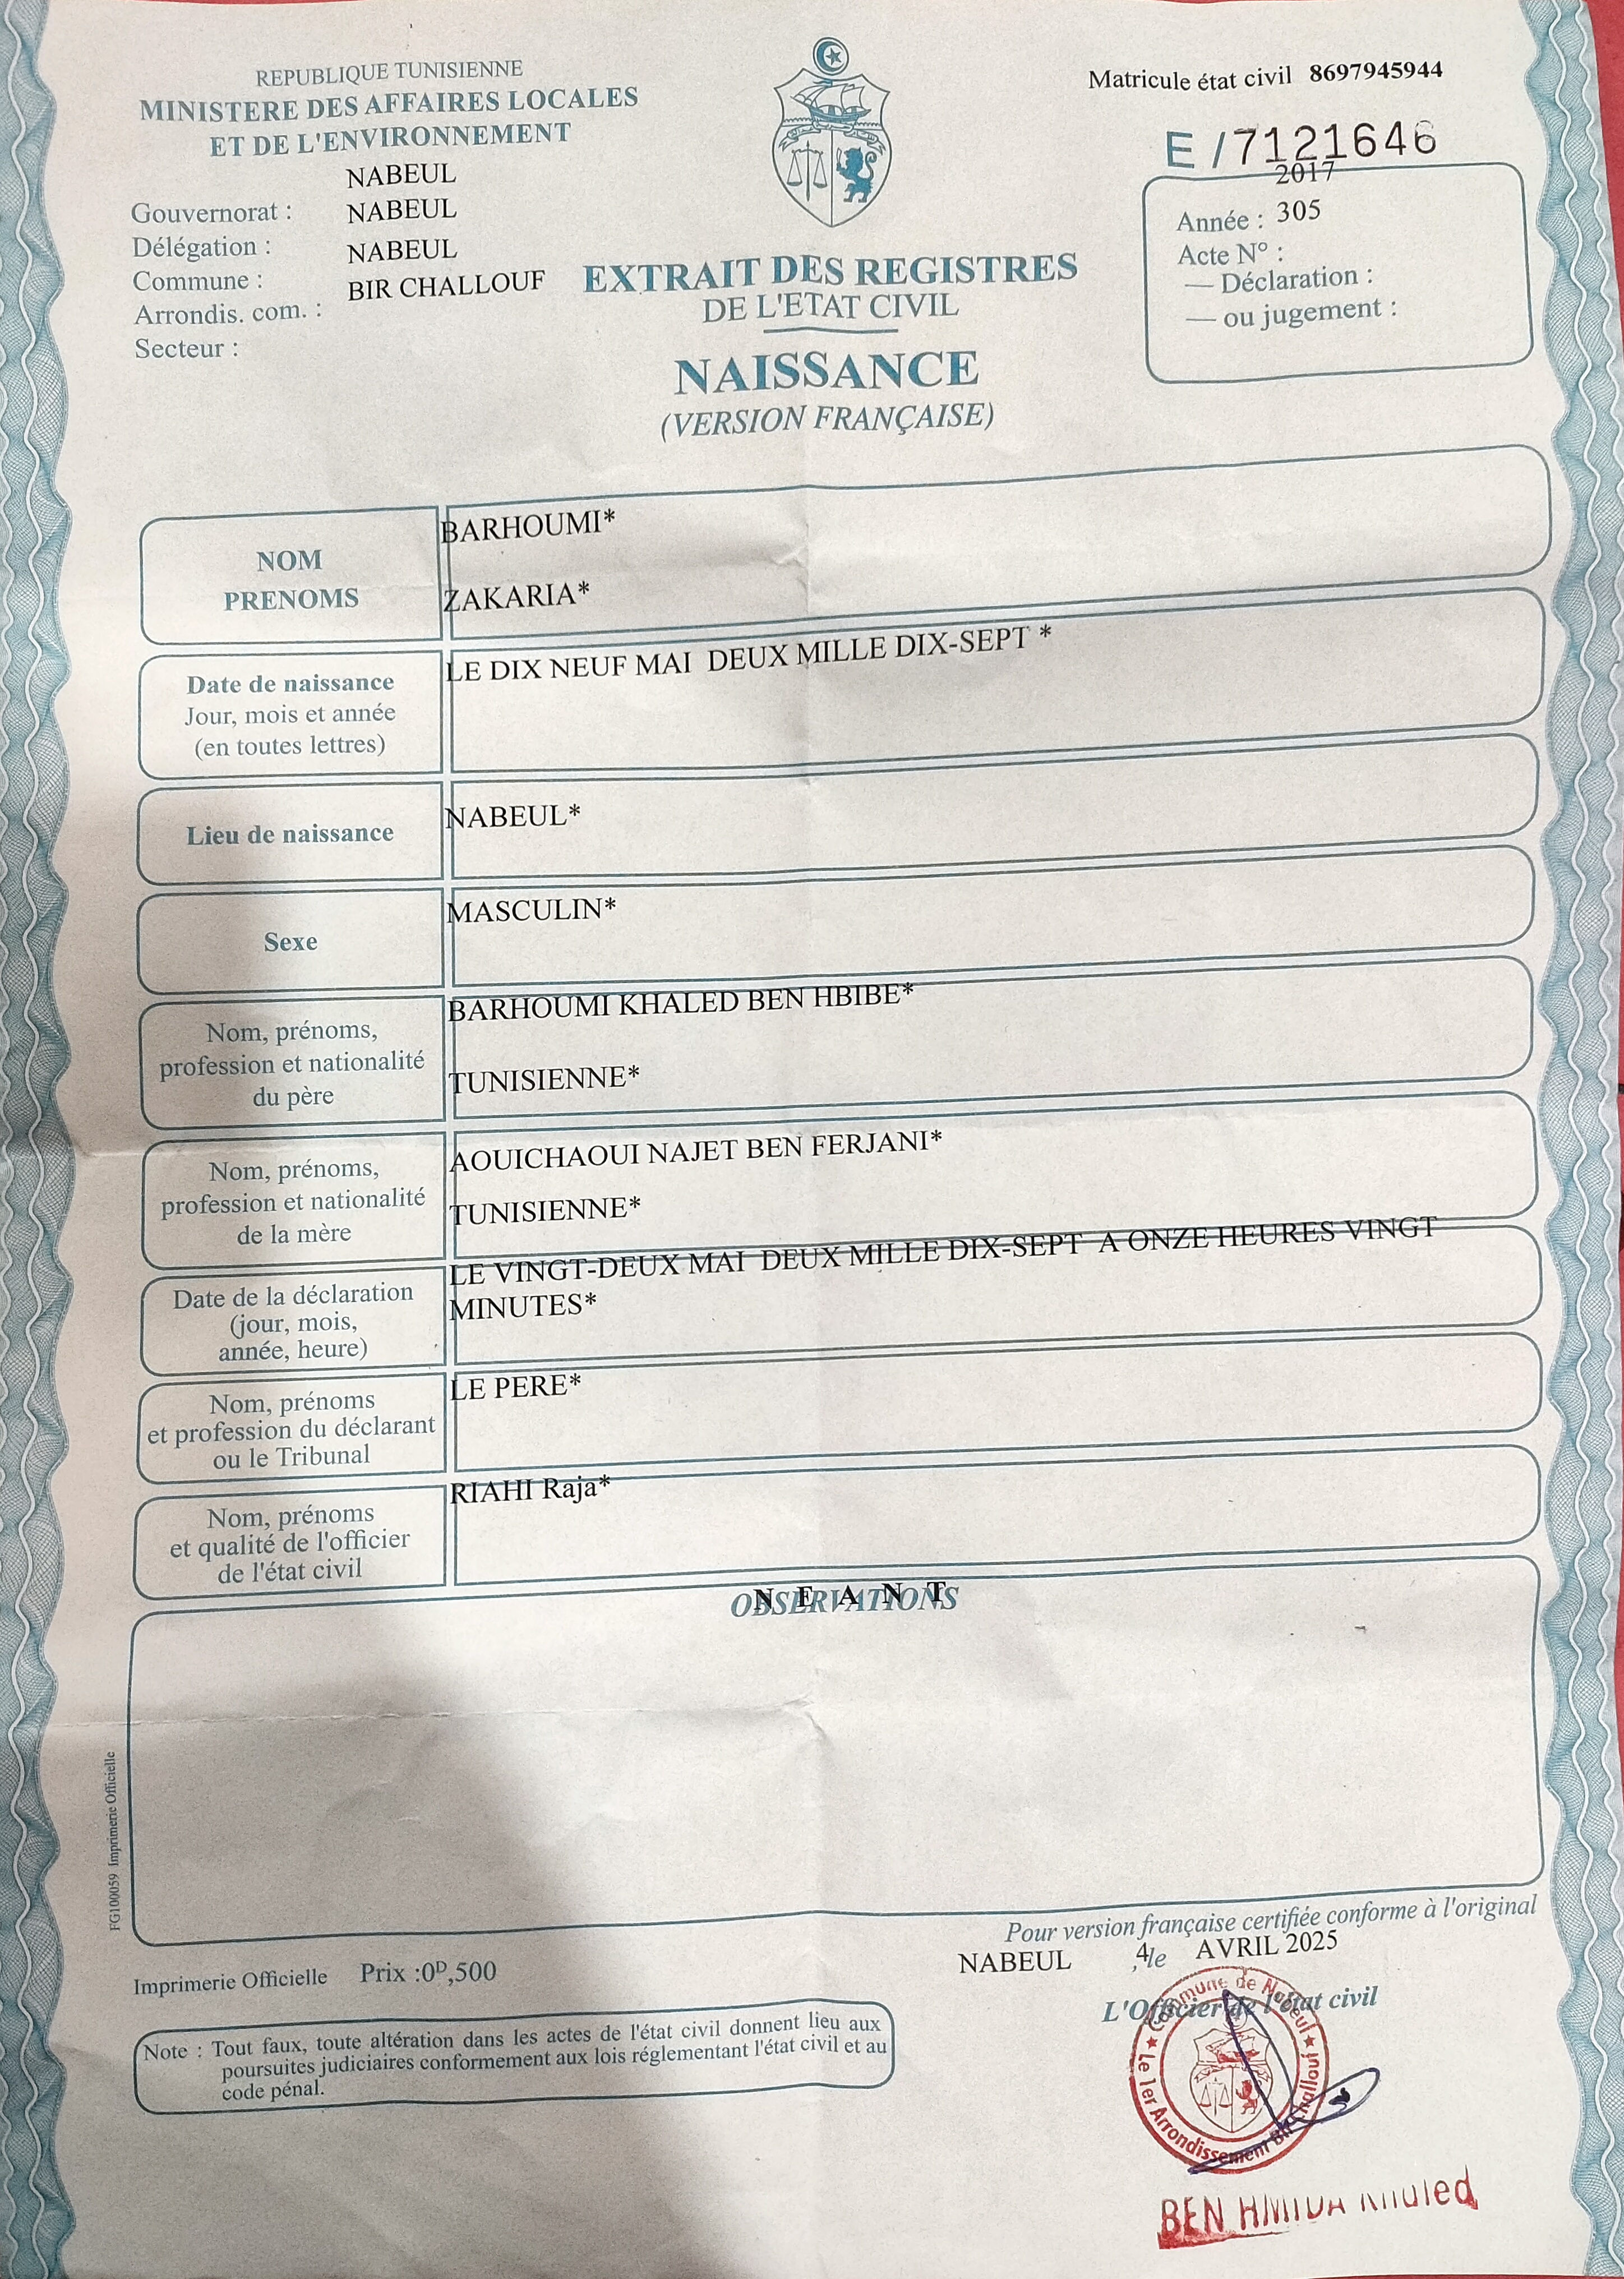 REPUBLIQUE TUNISIENNE
MINISTERE DES AFFAIRES LOCALES
ET DE L'ENVIRONNEMENT
NABEUL
Gouvernorat : NABEUL
Délégation : NABEUL
Commune : BIR CHALLOUF
Arrondis. com. :
Secteur :
Matricule état civil 8697945944
E / 7121646
2017
Année : 305
Acte N° :
— Déclaration :
— ou jugement :
EXTRAIT DES REGISTRES
DE L'ETAT CIVIL
NAISSANCE
(VERSION FRANÇAISE)
NOM
PRENOMS
BARHOUMI*
ZAKARIA*
Date de naissance
Jour, mois et année
(en toutes lettres)
LE DIX NEUF MAI DEUX MILLE DIX-SEPT *
Lieu de naissance
NABEUL*
Sexe
MASCULIN*
Nom, prénoms,
profession et nationalité
du père
BARHOUMI KHALED BEN HBIBE*
TUNISIENNE*
Nom, prénoms,
profession et nationalité
de la mère
AOUICHAOUI NAJET BEN FERJANI*
TUNISIENNE*
Date de la déclaration
(jour, mois,
année, heure)
LE VINGT-DEUX MAI DEUX MILLE DIX-SEPT A ONZE HEURES VINGT
MINUTES*
Nom, prénoms
et profession du déclarant
ou le Tribunal
LE PERE*
Nom, prénoms
et qualité de l'officier
de l'état civil
RIAHI Raja*
OBSERVATIONS
N E A N T
FG100059 Imprimerie Officielle
Pour version française certifiée conforme à l'original
NABEUL ,le 4 AVRIL 2025
L'Officier de l'état civil
Imprimerie Officielle Prix :0ᴰ,500
Note : Tout faux, toute altération dans les actes de l'état civil donnent lieu aux
poursuites judiciaires conformement aux lois réglementant l'état civil et au
code pénal.
Commune de Nabeul
Le 1er Arrondissement Bir Challouf
BEN HMIDA Khaled